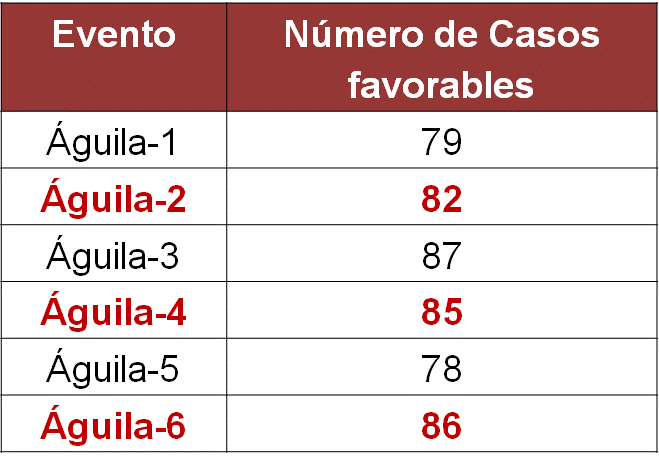 Evento Número de Casos
favorables
Águila-1 79
Águila-2 82
Águila-3 87
Águila-4 85
Águila-5 78
Águila-6 86